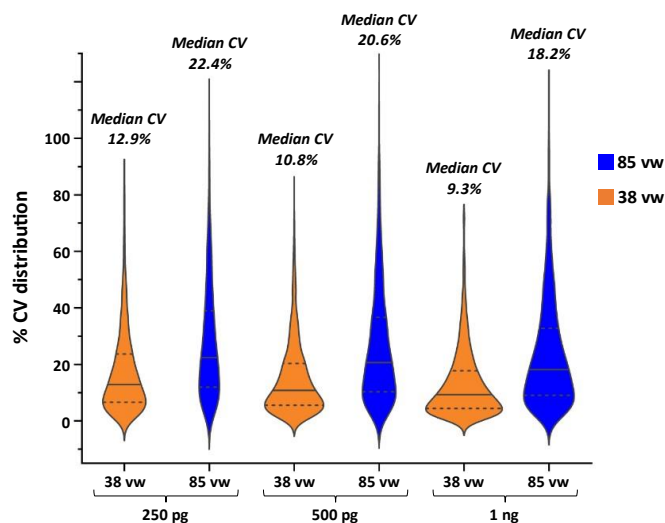 Median CV
12.9%
Median CV
22.4%
Median CV
10.8%
Median CV
20.6%
Median CV
9.3%
Median CV
18.2%
85 vw
38 vw
% CV distribution
100
80
60
40
20
0
38 vw
85 vw
38 vw
85 vw
38 vw
85 vw
250 pg
500 pg
1 ng